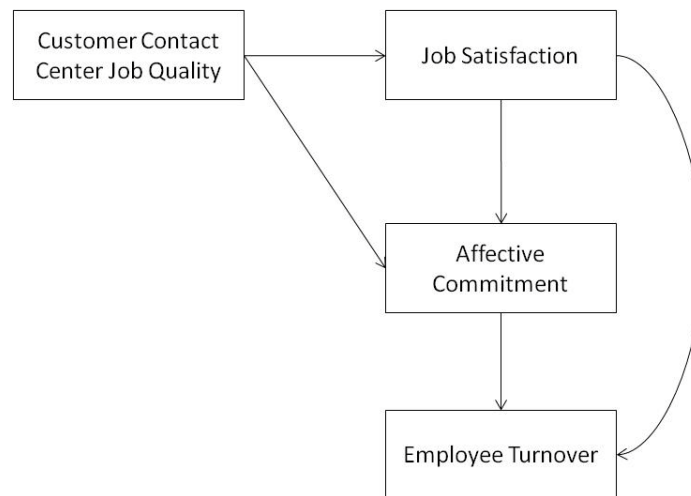 Customer Contact
Center Job Quality
Job Satisfaction
Affective
Commitment
Employee Turnover